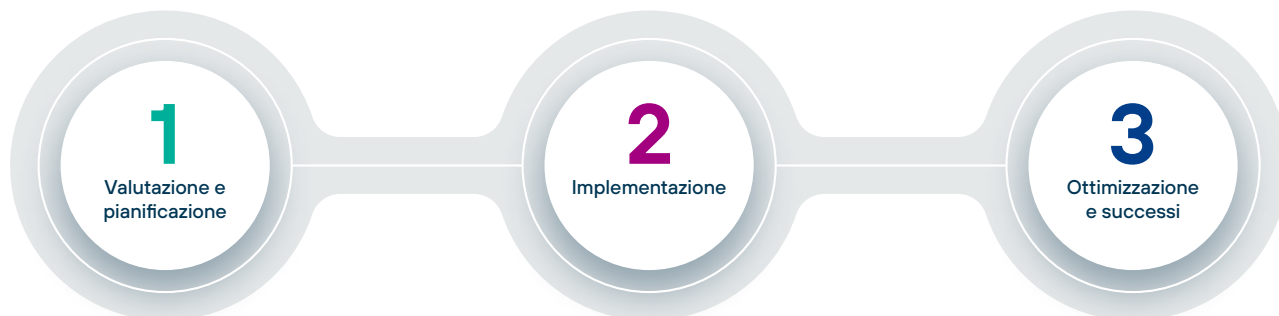 1
Valutazione e
pianificazione
2
Implementazione
3
Ottimizzazione
e successi